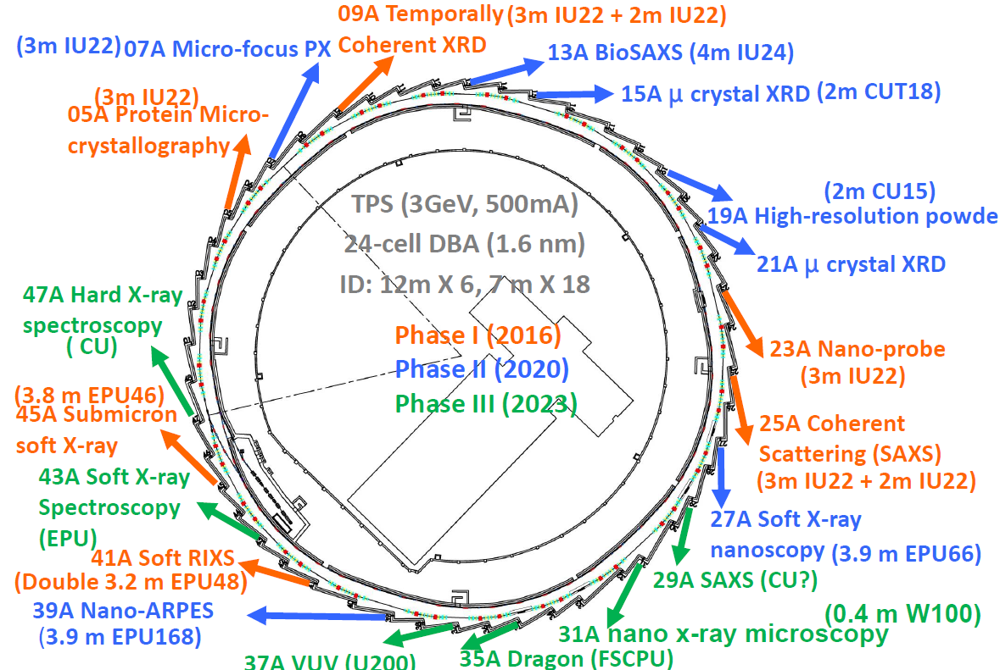 09A Temporally (3m IU22 + 2m IU22)
Coherent XRD
(3m IU22) 07A Micro-focus PX
13A BioSAXS (4m IU24)
15A μ crystal XRD (2m CUT18)
(3m IU22)
05A Protein Micro-
crystallography
(2m CU15)
19A High-resolution powde
21A μ crystal XRD
TPS (3GeV, 500mA)
24-cell DBA (1.6 nm)
ID: 12m X 6, 7 m X 18
Phase I (2016)
Phase II (2020)
Phase III (2023)
47A Hard X-ray
spectroscopy
( CU)
23A Nano-probe
(3m IU22)
(3.8 m EPU46)
45A Submicron
soft X-ray
25A Coherent
Scattering (SAXS)
(3m IU22 + 2m IU22)
43A Soft X-ray
Spectroscopy
(EPU)
27A Soft X-ray
nanoscopy (3.9 m EPU66)
41A Soft RIXS
(Double 3.2 m EPU48)
29A SAXS (CU?)
39A Nano-ARPES
(3.9 m EPU168)
(0.4 m W100)
31A nano x-ray microscopy
37A VUV (U200)
35A Dragon (FSCPU)